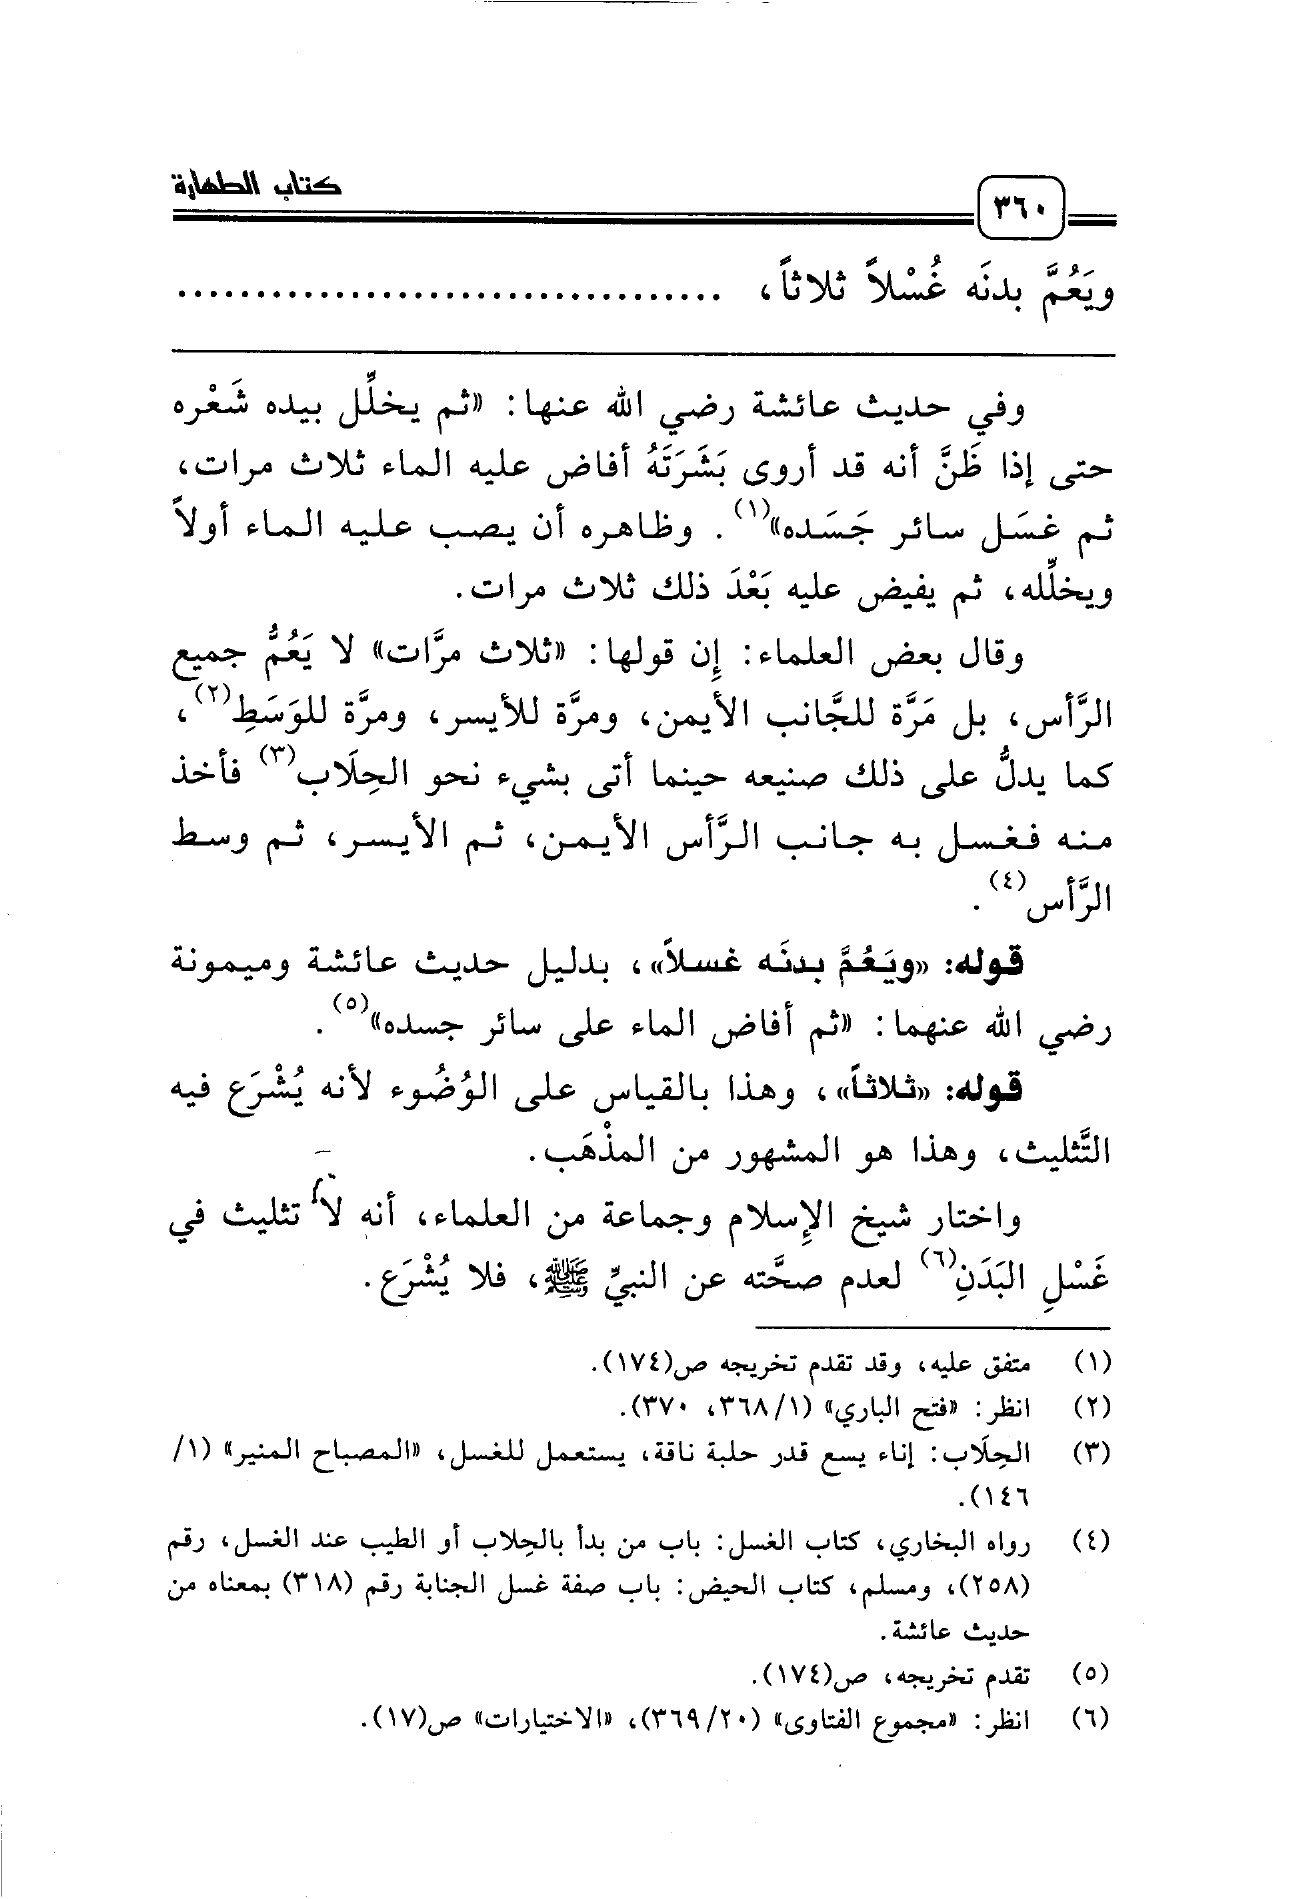 كتاب الطهارة
٣٦٠
ويَعُمَّ بدنَه غُسْلاً ثلاثاً، ...................................
وفي حديث عائشة رضي الله عنها: «ثم يخلِّل بيده شَعْره
حتى إذا ظَنَّ أنه قد أروى بَشَرَتَهُ أفاض عليه الماء ثلاث مرات،
ثم غسَل سائر جَسَده»(١). وظاهره أن يصب عليه الماء أولاً
ويخلِّله، ثم يفيض عليه بَعْدَ ذلك ثلاث مرات.
وقال بعض العلماء: إن قولها: «ثلاث مرَّات» لا يَعُمُّ جميع
الرَّأس، بل مَرَّة للجَّانب الأيمن، ومرَّة للأيسر، ومرَّة للوَسَطِ(٢)،
كما يدلُّ على ذلك صنيعه حينما أتى بشيء نحو الحِلَاب(٣) فأخذ
منه فغسل به جانب الرَّأس الأيمن، ثم الأيسر، ثم وسط
الرَّأس(٤).
قوله: «ويَعُمَّ بدنَه غسلاً»، بدليل حديث عائشة وميمونة
رضي الله عنهما: «ثم أفاض الماء على سائر جسده»(٥).
قوله: «ثلاثاً»، وهذا بالقياس على الوُضُوء لأنه يُشْرَع فيه
التَّثليث، وهذا هو المشهور من المذْهَب.
واختار شيخ الإسلام وجماعة من العلماء، أنه لا تثليث في
غَسْلِ البَدَنِ(٦) لعدم صحَّته عن النبيِّ ﷺ، فلا يُشْرَع.
(١) متفق عليه، وقد تقدم تخريجه ص(١٧٤).
(٢) انظر: «فتح الباري» (١/٣٦٨، ٣٧٠).
(٣) الحِلَاب: إناء يسع قدر حلبة ناقة، يستعمل للغسل، «المصباح المنير» (١/
١٤٦).
(٤) رواه البخاري، كتاب الغسل: باب من بدأ بالحِلاب أو الطيب عند الغسل، رقم
(٢٥٨)، ومسلم، كتاب الحيض: باب صفة غسل الجنابة رقم (٣١٨) بمعناه من
حديث عائشة.
(٥) تقدم تخريجه، ص(١٧٤).
(٦) انظر: «مجموع الفتاوى» (٢٠/٣٦٩)، «الاختيارات» ص(١٧).